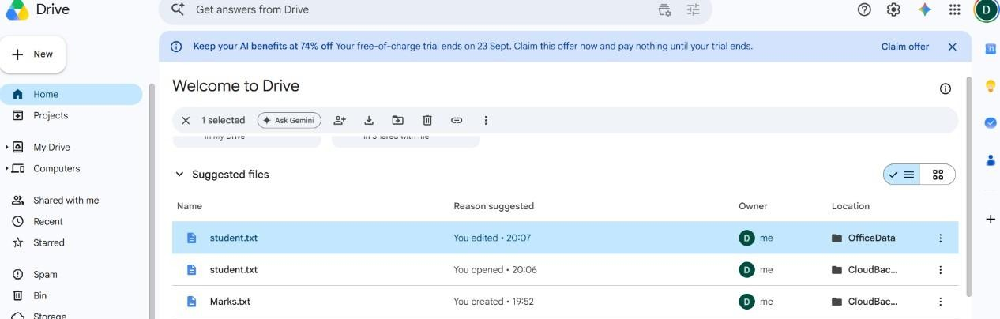 Drive
Get answers from Drive
D
New
Keep your AI benefits at 74% off Your free-of-charge trial ends on 23 Sept. Claim this offer now and pay nothing until your trial ends.
Claim offer
31
Home
Projects
My Drive
Computers
Shared with me
Recent
Starred
Spam
Bin
Storage
Welcome to Drive
1 selected
Ask Gemini
in My Drive
in Shared with me
Suggested files
Name Reason suggested Owner Location
student.txt You edited • 20:07 D me OfficeData
student.txt You opened • 20:06 D me CloudBac...
Marks.txt You created • 19:52 D me CloudBac...